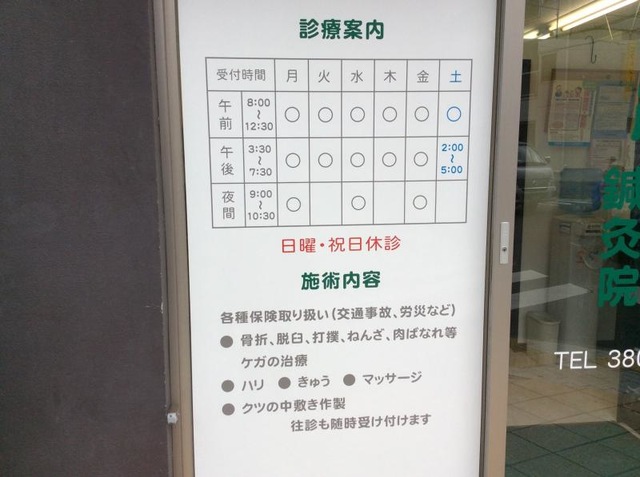 診療案内
受付時間 月 火 水 木 金 土
午前 8:00〜12:30 ○ ○ ○ ○ ○ ○
午後 3:30〜7:30 ○ ○ ○ ○ ○ 2:00〜5:00
夜間 9:00〜10:30 ○ ○ ○
日曜・祝日休診
施術内容
各種保険取り扱い(交通事故、労災など)
● 骨折、脱臼、打撲、ねんざ、肉ばなれ等
ケガの治療
● ハリ ● きゅう ● マッサージ
● クツの中敷き作製
往診も随時受け付けます
鍼灸院
TEL 380